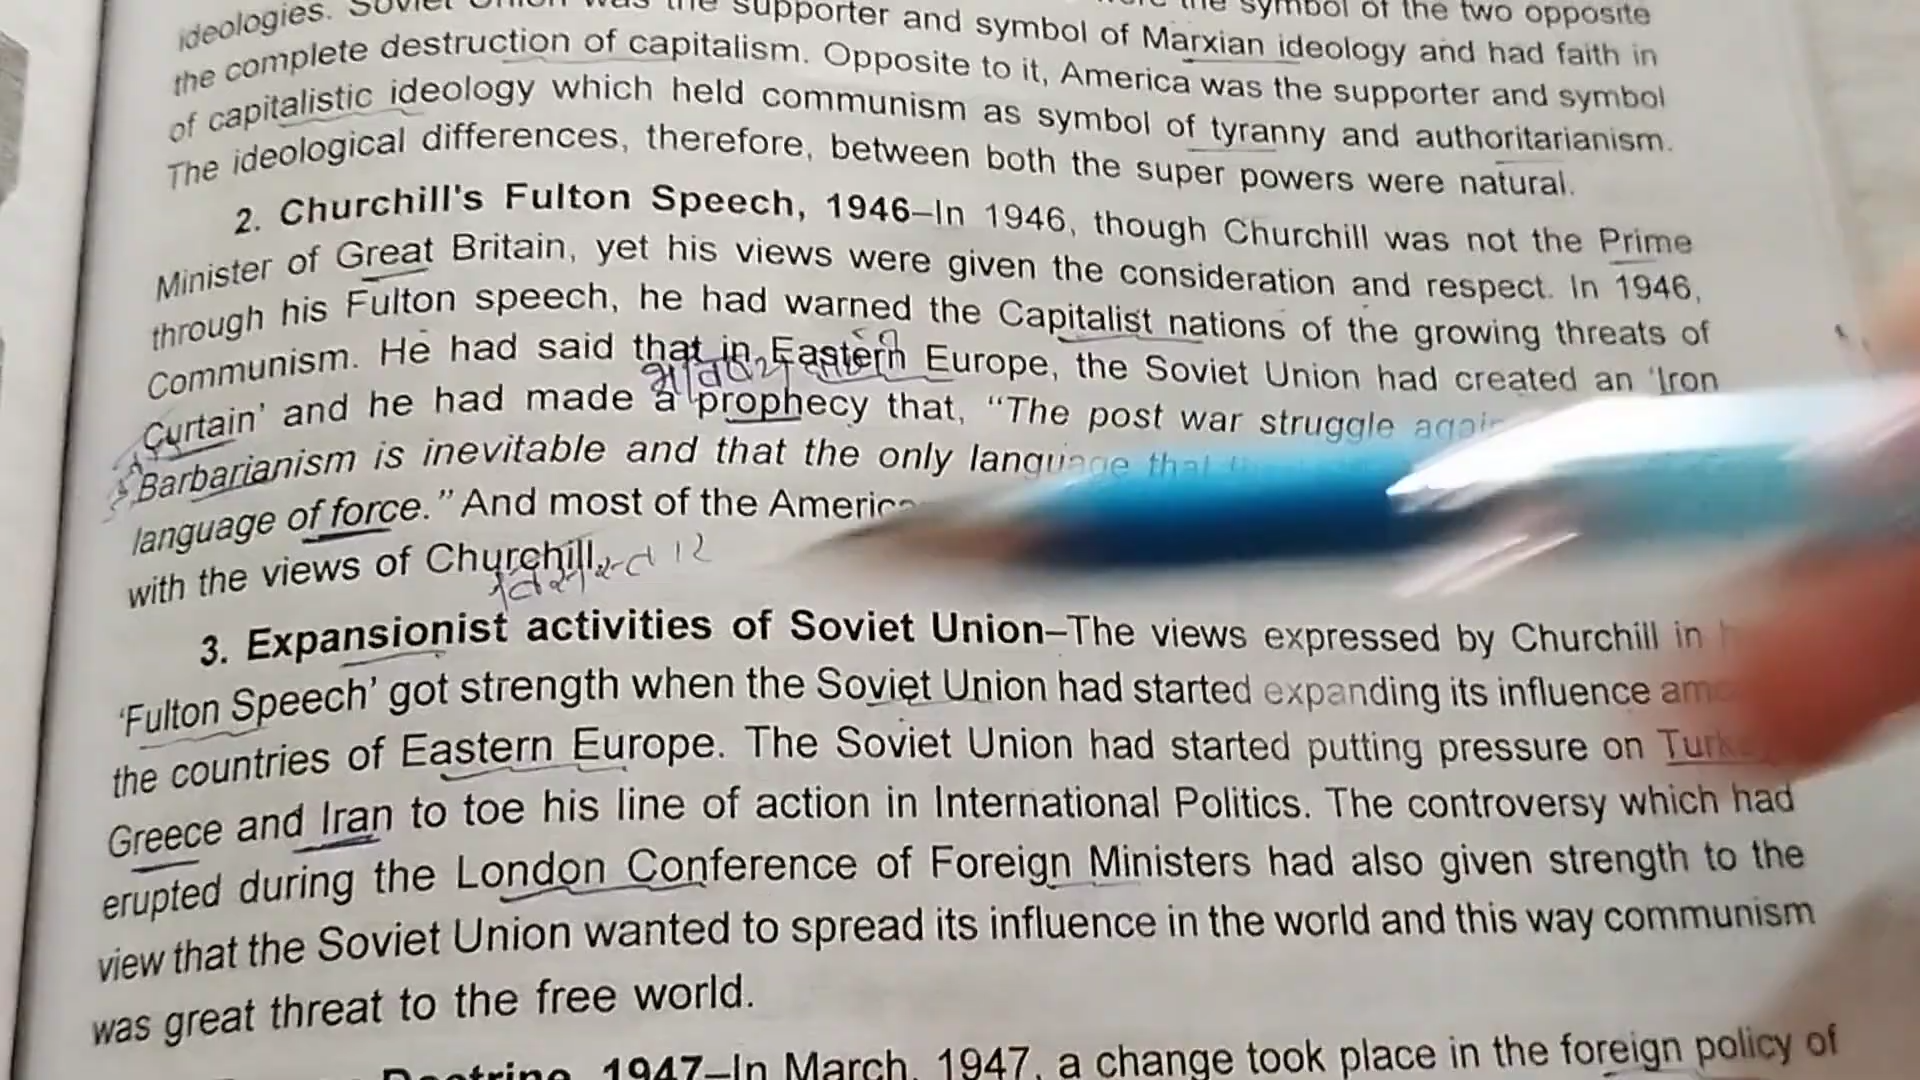 ideologies. Soviet Union was the supporter and symbol of the two opposite
the complete destruction of capitalism. Opposite to it, Marxian ideology and had faith in
of capitalistic ideology which held communism as America was the supporter and symbol
The ideological differences, therefore, between both symbol of tyranny and authoritarianism.
the super powers were natural.
2. Churchill's Fulton Speech, 1946–In 1946, though Churchill was not the Prime
Minister of Great Britain, yet his views were given the consideration and respect. In 1946,
through his Fulton speech, he had warned the Capitalist nations of the growing threats of
Communism. He had said that in Eastern Europe, the Soviet Union had created an 'Iron
Curtain' and he had made a prophecy that, “The post war struggle
Barbarianism is inevitable and that the only language that
language of force.” And most of the
with the views of Churchill.
3. Expansionist activities of Soviet Union–The views expressed by Churchill in
‘Fulton Speech’ got strength when the Soviet Union had started expanding its influence
the countries of Eastern Europe. The Soviet Union had started putting pressure on
Greece and Iran to toe his line of action in International Politics. The controversy which had
erupted during the London Conference of Foreign Ministers had also given strength to the
view that the Soviet Union wanted to spread its influence in the world and this way communism
was great threat to the free world.
Doctrine, 1947–In March, 1947, a change took place in the foreign policy of